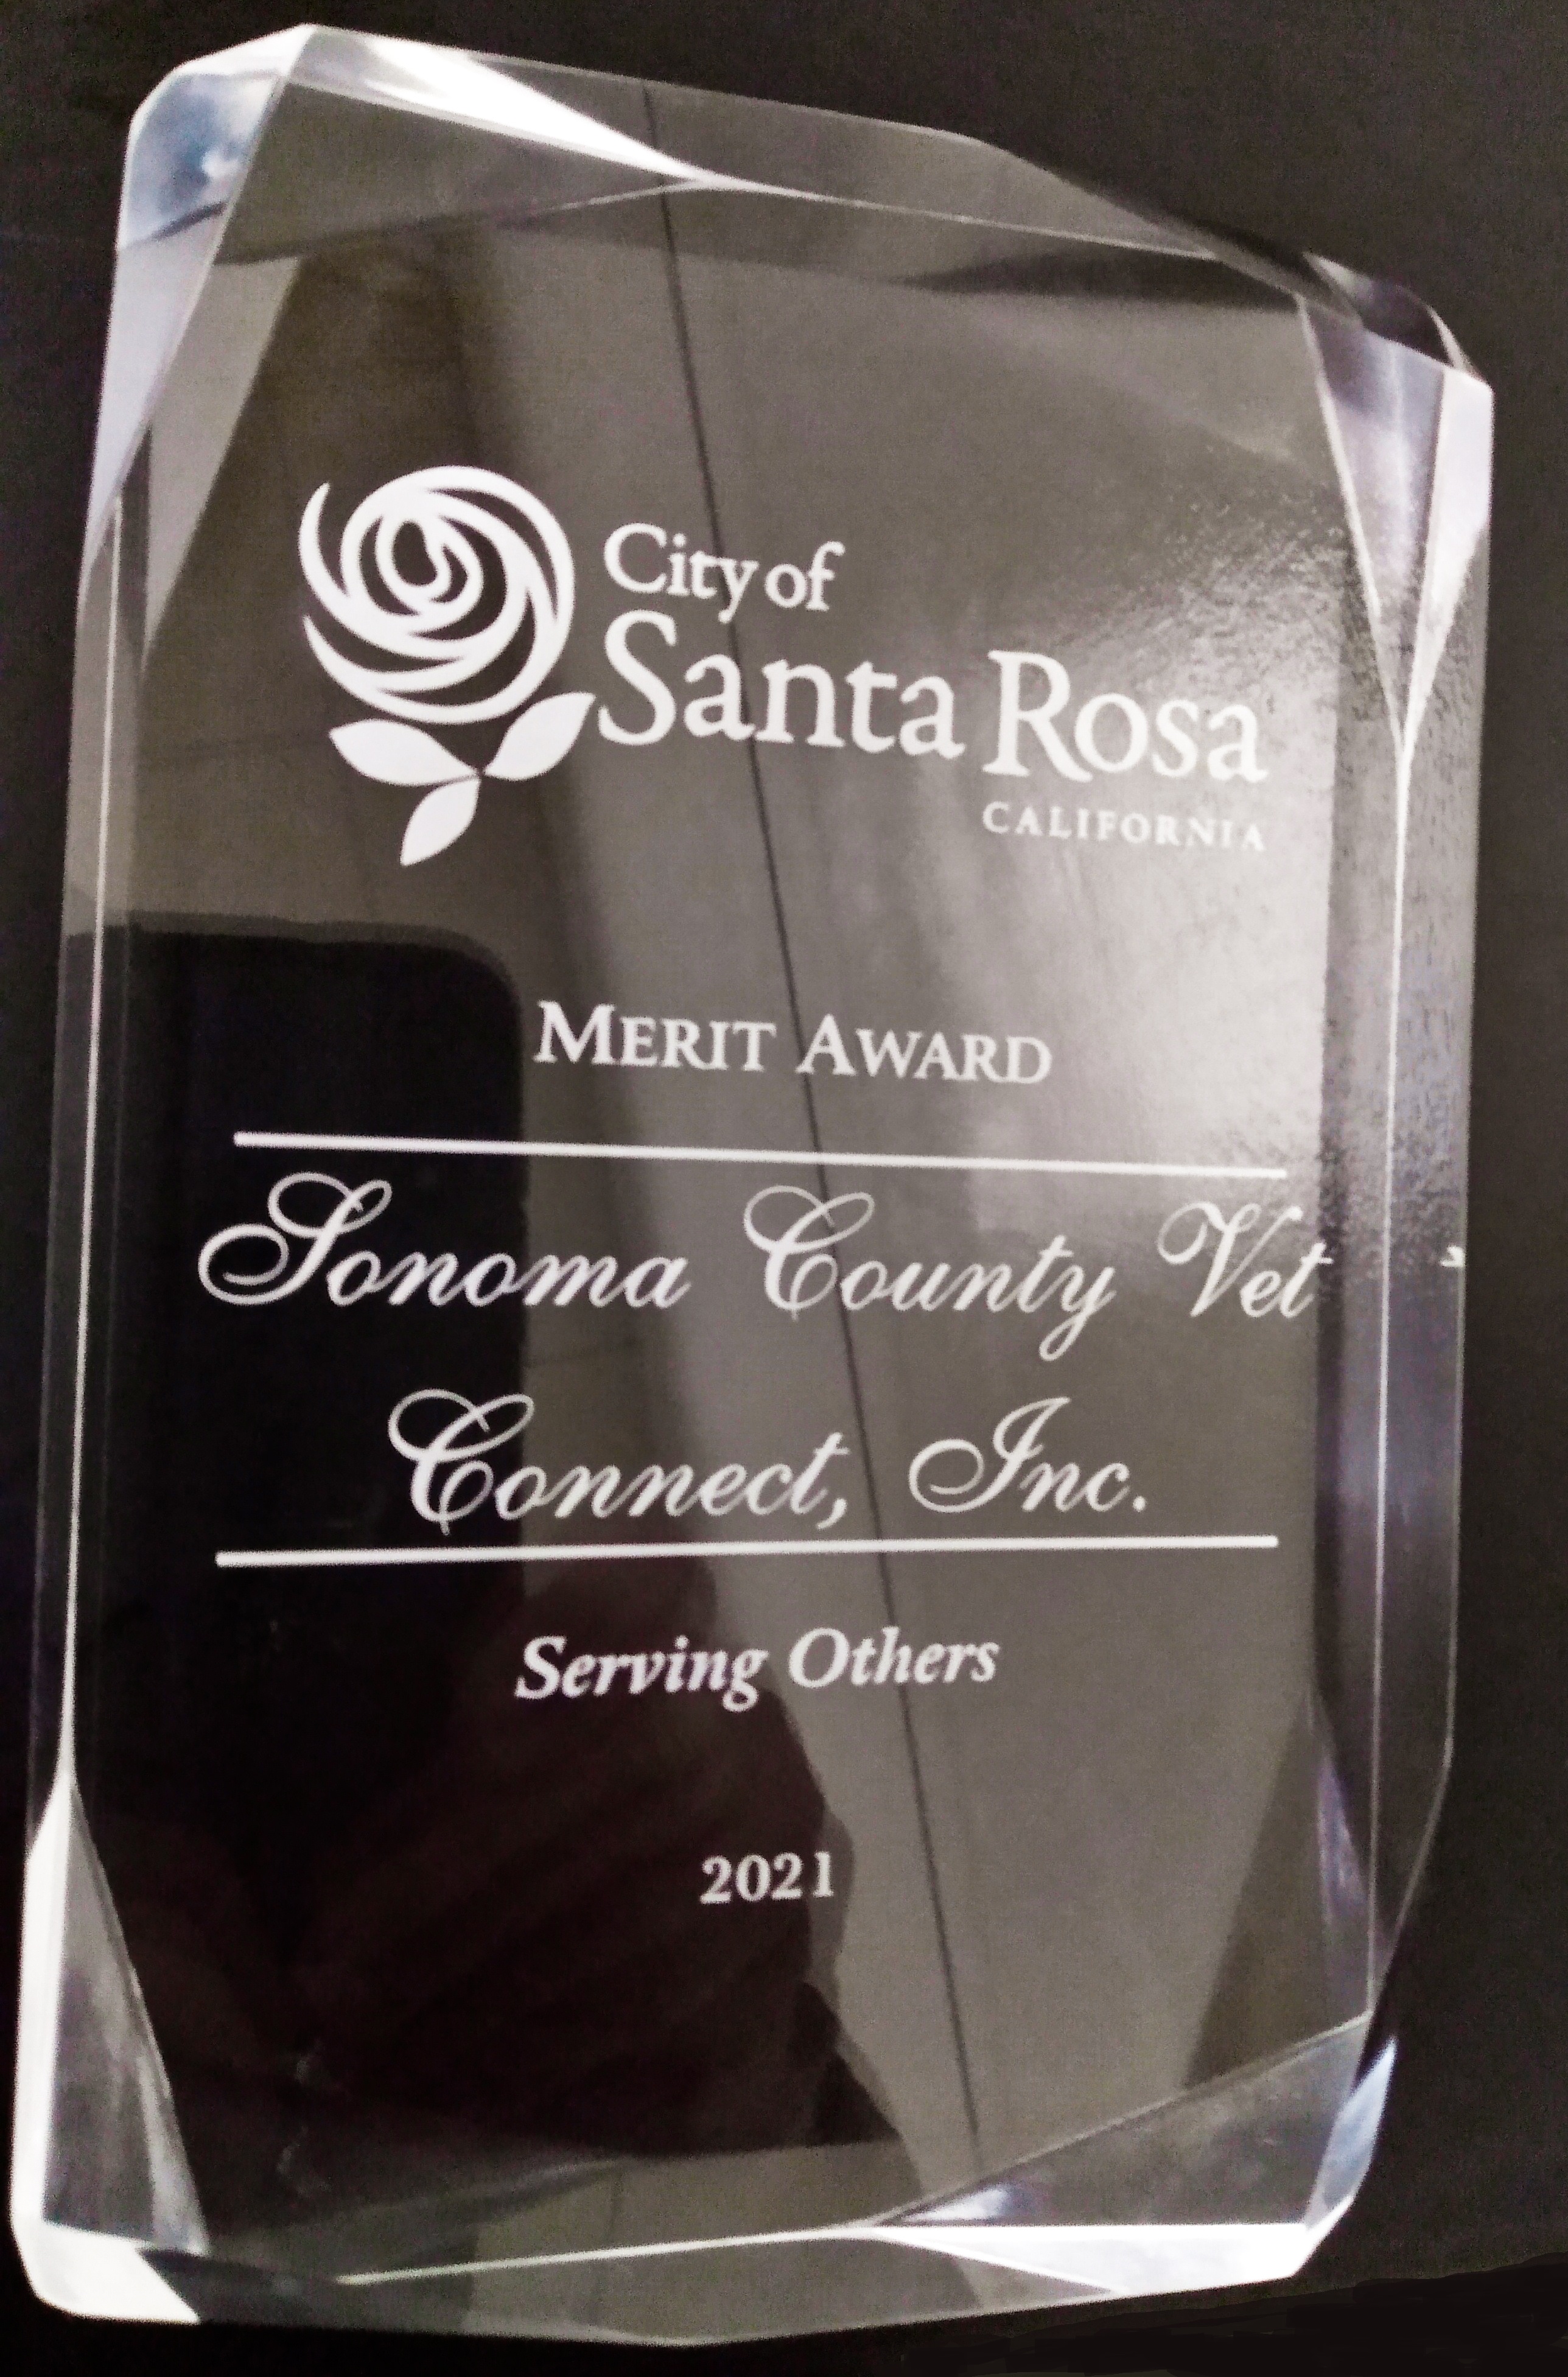 City of
Santa Rosa
CALIFORNIA
MERIT AWARD
Sonoma County Vet
Connect, Inc.
Serving Others
2021